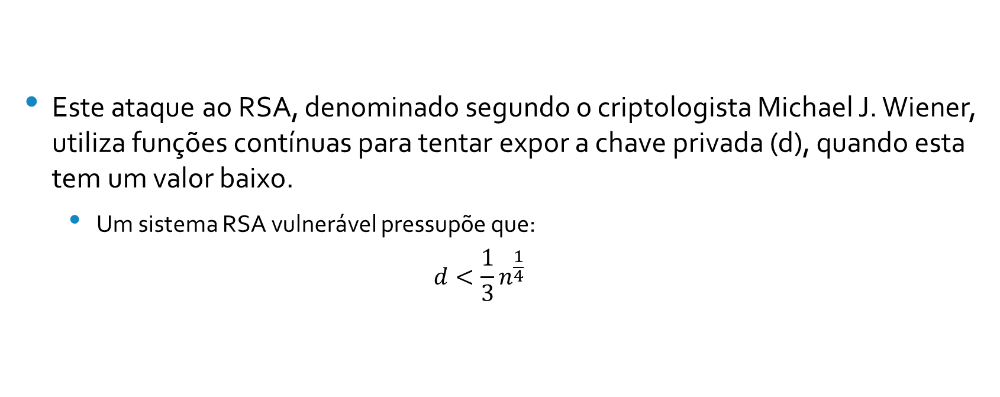 • Este ataque ao RSA, denominado segundo o criptologista Michael J. Wiener,
utiliza funções contínuas para tentar expor a chave privada (d), quando esta
tem um valor baixo.
• Um sistema RSA vulnerável pressupõe que:
d < \frac{1}{3} n^{\frac{1}{4}}